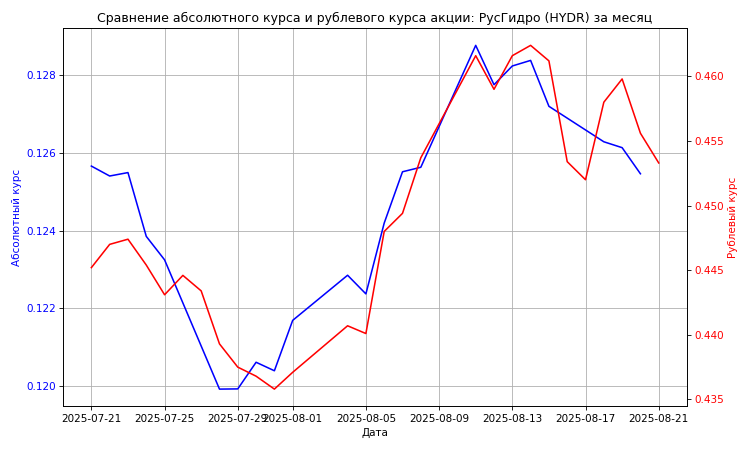 Сравнение абсолютного курса и рублевого курса акции: РусГидро (HYDR) за месяц
Абсолютный курс
0.128
0.126
0.124
0.122
0.120
0.460
0.455
0.450
0.445
0.440
0.435
Рублевый курс
2025-07-21 2025-07-25 2025-07-29 2025-08-01 2025-08-05 2025-08-09 2025-08-13 2025-08-17 2025-08-21
Дата